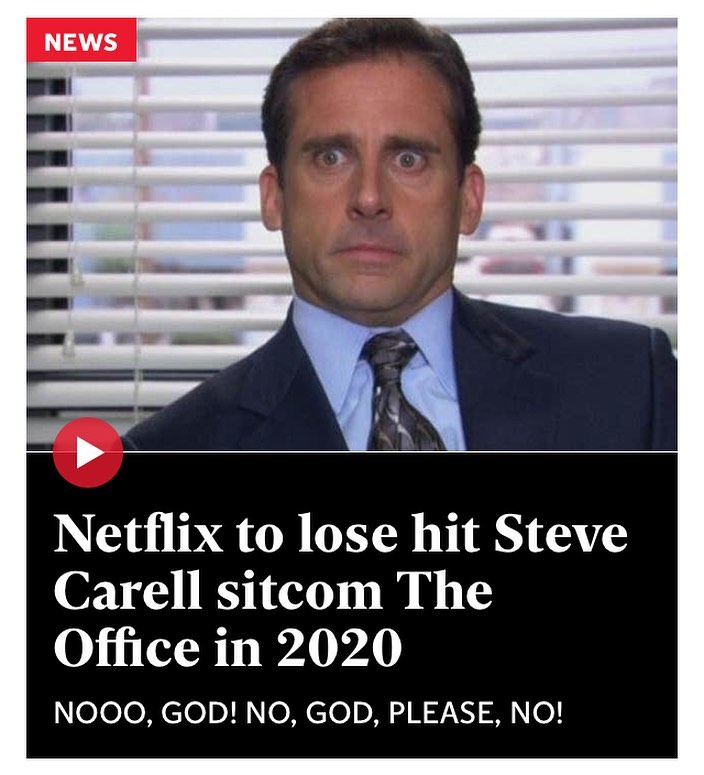 NEWS
Netflix to lose hit Steve
Carell sitcom The
Office in 2020
NOOO, GOD! NO, GOD, PLEASE, NO!